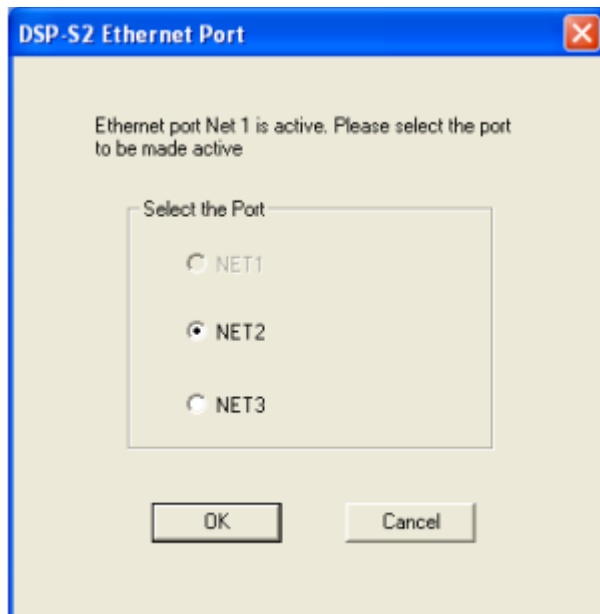 DSP-S2 Ethernet Port
Ethernet port Net 1 is active. Please select the port
to be made active
Select the Port
NET1
NET2
NET3
OK
Cancel